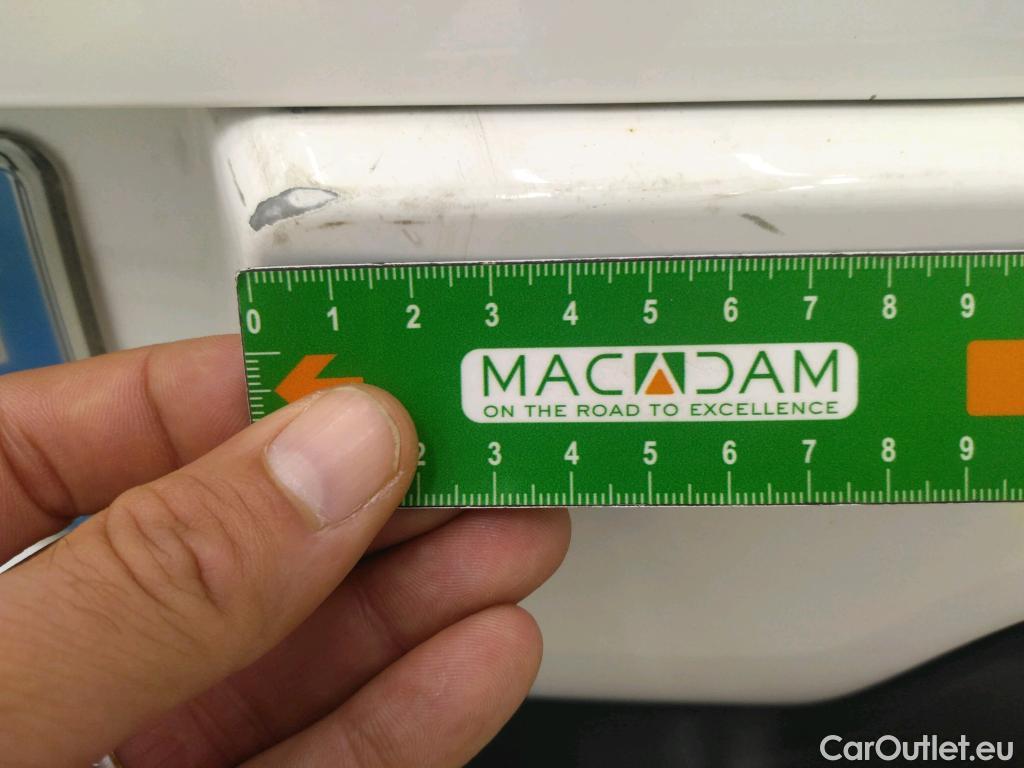 0 1 2 3 4 5 6 7 8 9
MACADAM
ON THE ROAD TO EXCELLENCE
2 3 4 5 6 7 8 9
CarOutlet.eu